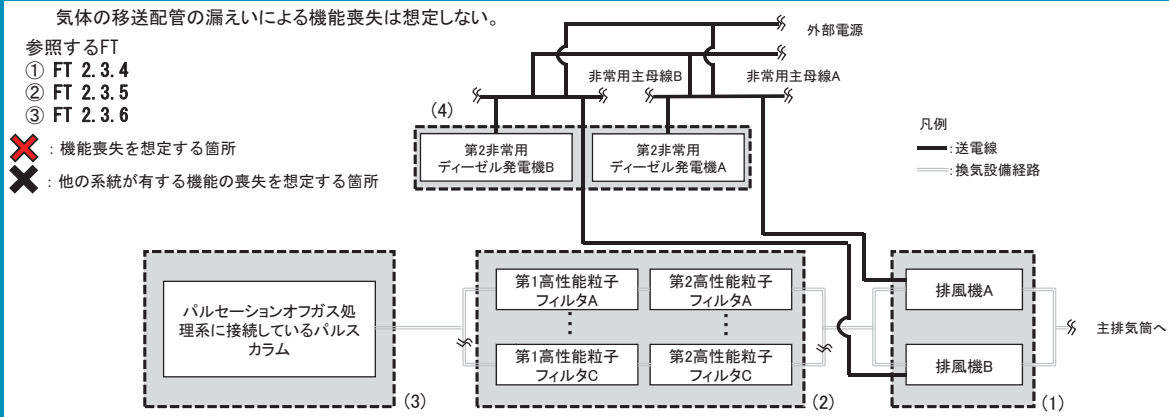 気体の移送配管の漏えいによる機能喪失は想定しない。
参照するFT
① FT 2.3.4
② FT 2.3.5
③ FT 2.3.6
：機能喪失を想定する箇所
：他の系統が有する機能の喪失を想定する箇所
外部電源
非常用主母線B
非常用主母線A
(4)
第2非常用
ディーゼル発電機B
第2非常用
ディーゼル発電機A
凡例
：送電線
：換気設備経路
パルセーションオフガス処
理系に接続しているパルス
カラム
(3)
第1高性能粒子
フィルタA
第2高性能粒子
フィルタA
第1高性能粒子
フィルタC
第2高性能粒子
フィルタC
(2)
排風機A
排風機B
(1)
主排気筒へ